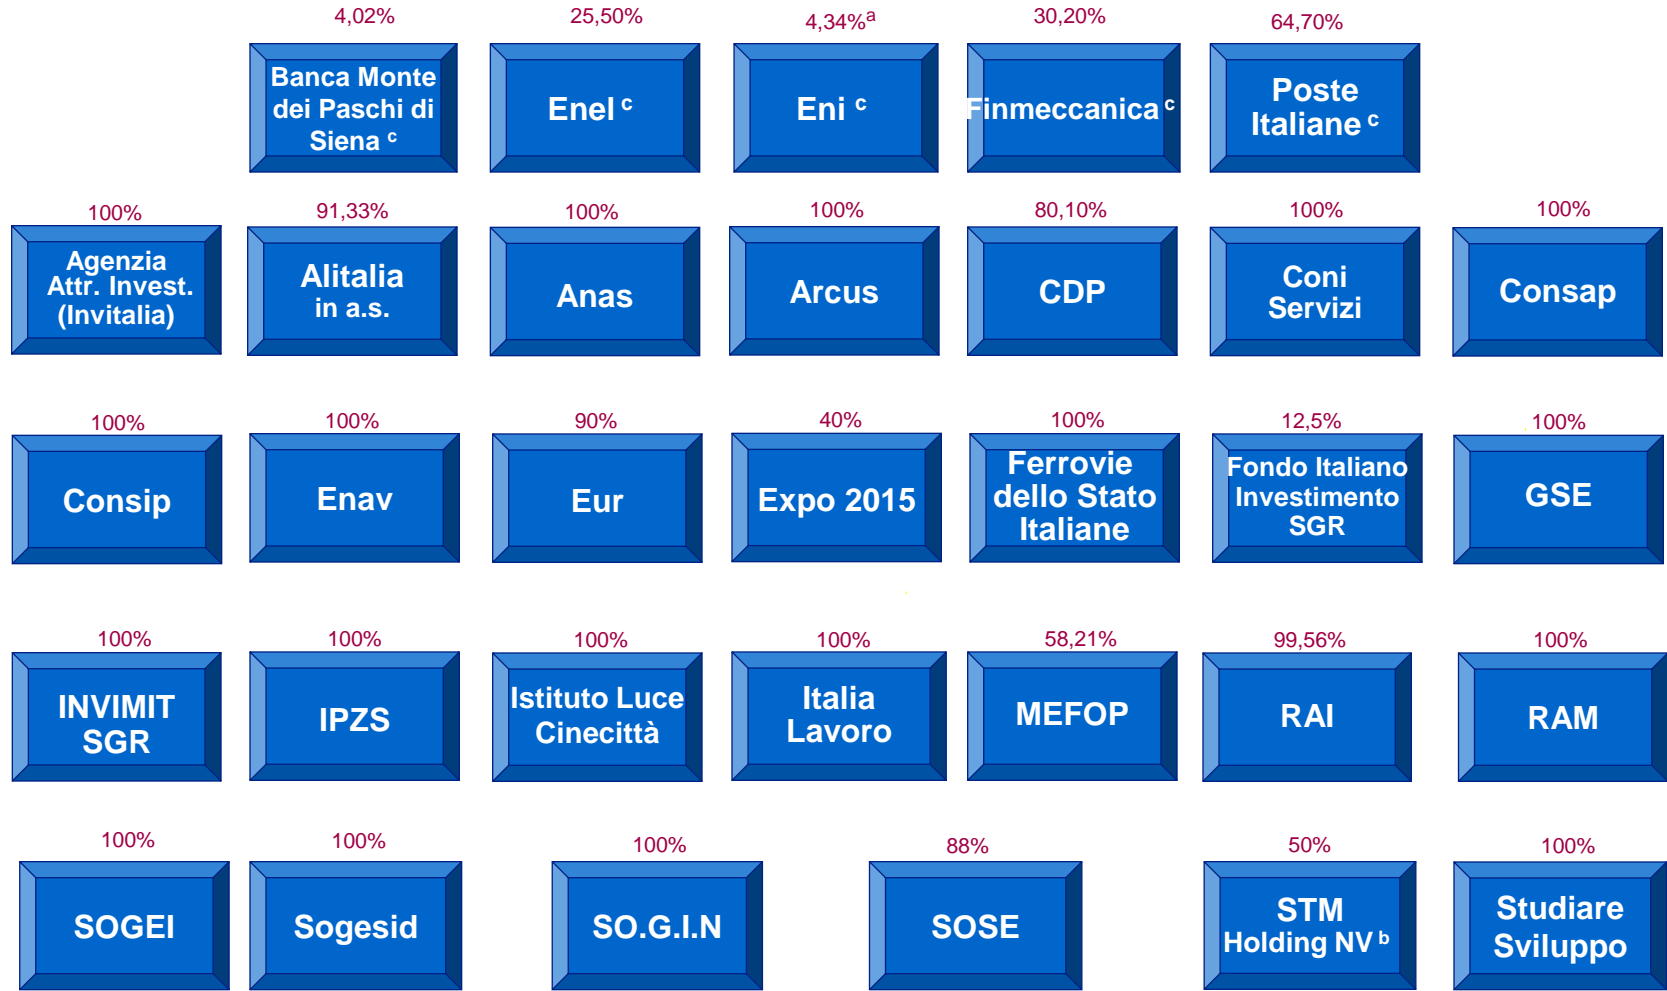 4,02%
25,50%
4,34%ª
30,20%
64,70%
Banca Monte
dei Paschi di
Siena c
Enel c
Eni c
Finmeccanica c
Poste
Italiane c
100%
91,33%
100%
100%
80,10%
100%
100%
Agenzia
Attr. Invest.
(Invitalia)
Alitalia
in a.s.
Anas
Arcus
CDP
Coni
Servizi
Consap
100%
100%
90%
40%
100%
12,5%
100%
Consip
Enav
Eur
Expo 2015
Ferrovie
dello Stato
Italiane
Fondo Italiano
Investimento
SGR
GSE
100%
100%
100%
100%
58,21%
99,56%
100%
INVIMIT
SGR
IPZS
Istituto Luce
Cinecittà
Italia
Lavoro
MEFOP
RAI
RAM
100%
100%
100%
88%
50%
100%
SOGEI
Sogesid
SO.G.I.N
SOSE
STM
Holding NV b
Studiare
Sviluppo